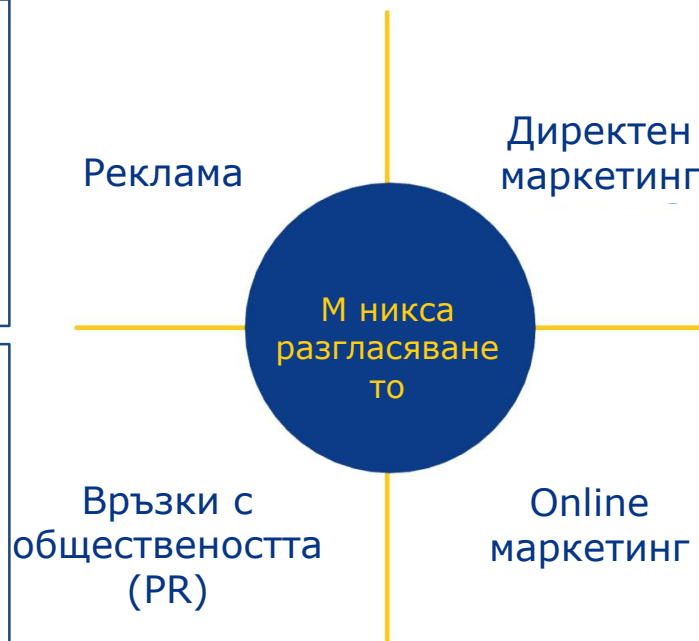 Реклама
Директен
маркетинг
М никса
разгласяване
то
Връзки с
обществеността
(PR)
Online
маркетинг